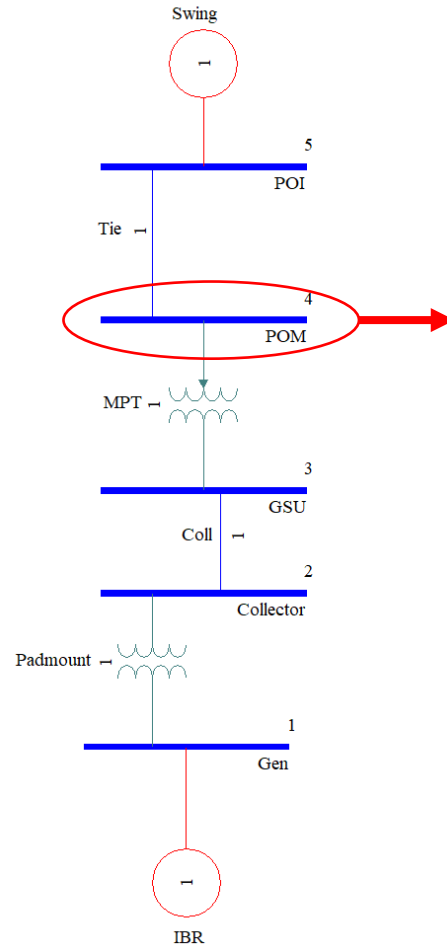 Swing
1
5
POI
Tie 1
4
POM
MPT 1
3
GSU
Coll 1
2
Collector
Padmount 1
1
Gen
1
IBR